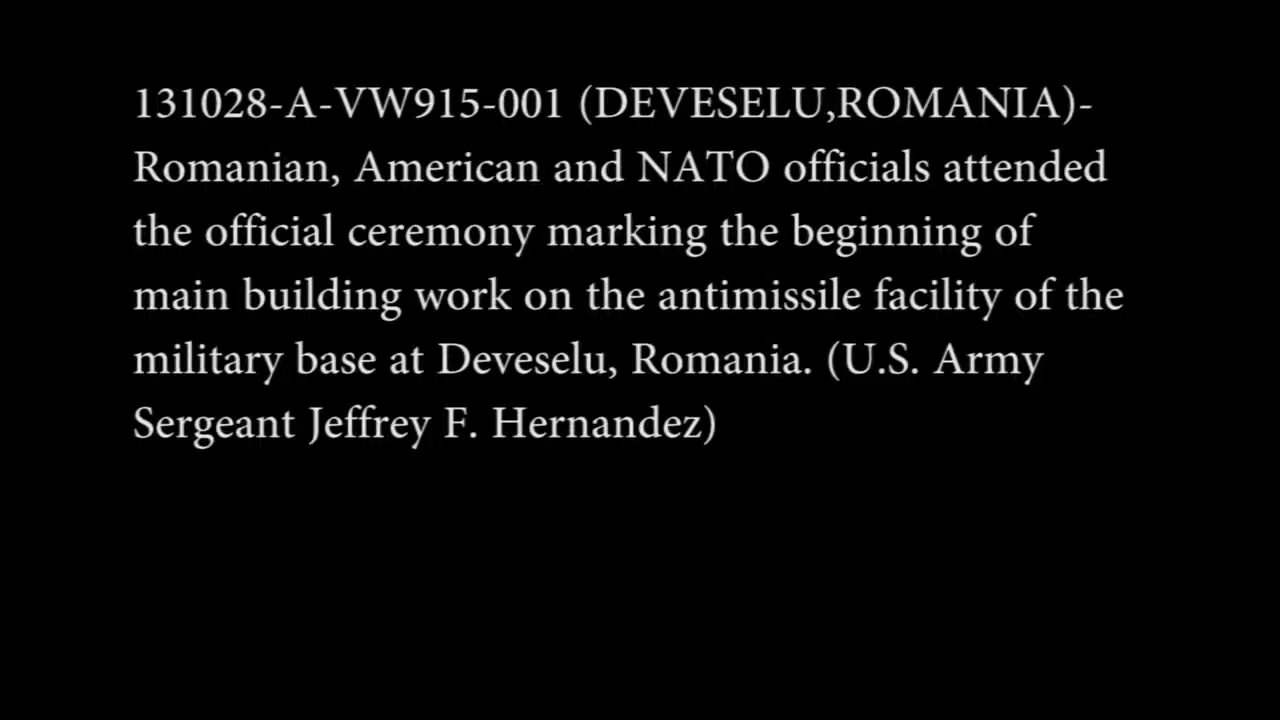 131028-A-VW915-001 (DEVESELU,ROMANIA)-
Romanian, American and NATO officials attended
the official ceremony marking the beginning of
main building work on the antimissile facility of the
military base at Deveselu, Romania. (U.S. Army
Sergeant Jeffrey F. Hernandez)